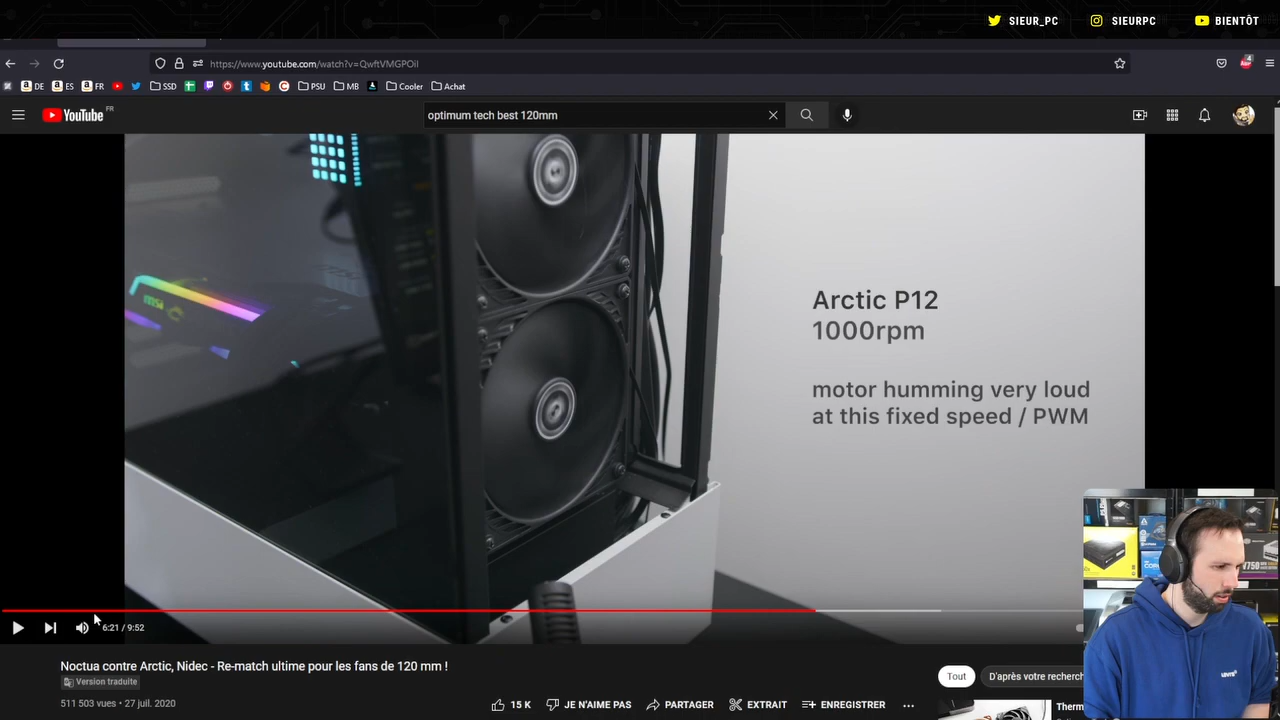 SIEUR_PC
SIEURPC
BIENTÔT
https://www.youtube.com/watch?v=QwftVMGPOiI
4
DE
ES
FR
SSD
PSU
MB
Cooler
Achat
YouTube
FR
optimum tech best 120mm
msi
Arctic P12
1000rpm
motor humming very loud
at this fixed speed / PWM
6:21 / 9:52
Noctua contre Arctic, Nidec - Re-match ultime pour les fans de 120 mm !
Version traduite
511 503 vues • 27 juil. 2020
15 K
JE N'AIME PAS
PARTAGER
EXTRAIT
ENREGISTRER
Tout
D'après votre recherch
Therm
LEVI'S